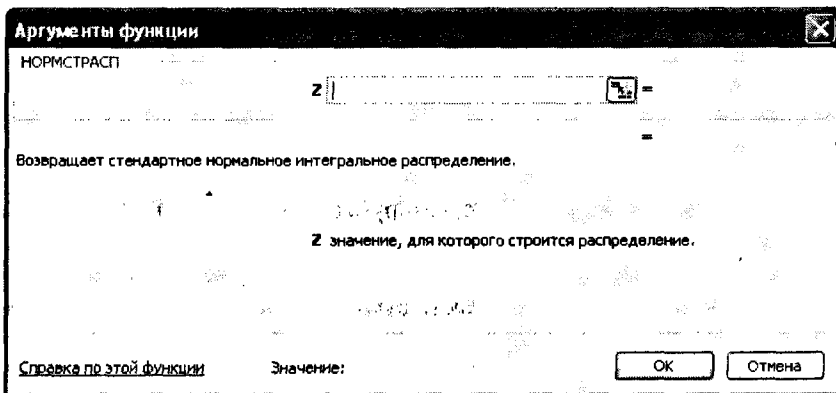 Аргументы функции
НОРМСТРАСП
Z =
=
Возвращает стандартное нормальное интегральное распределение.
Z значение, для которого строится распределение.
Справка по этой функции Значение: ОК Отмена